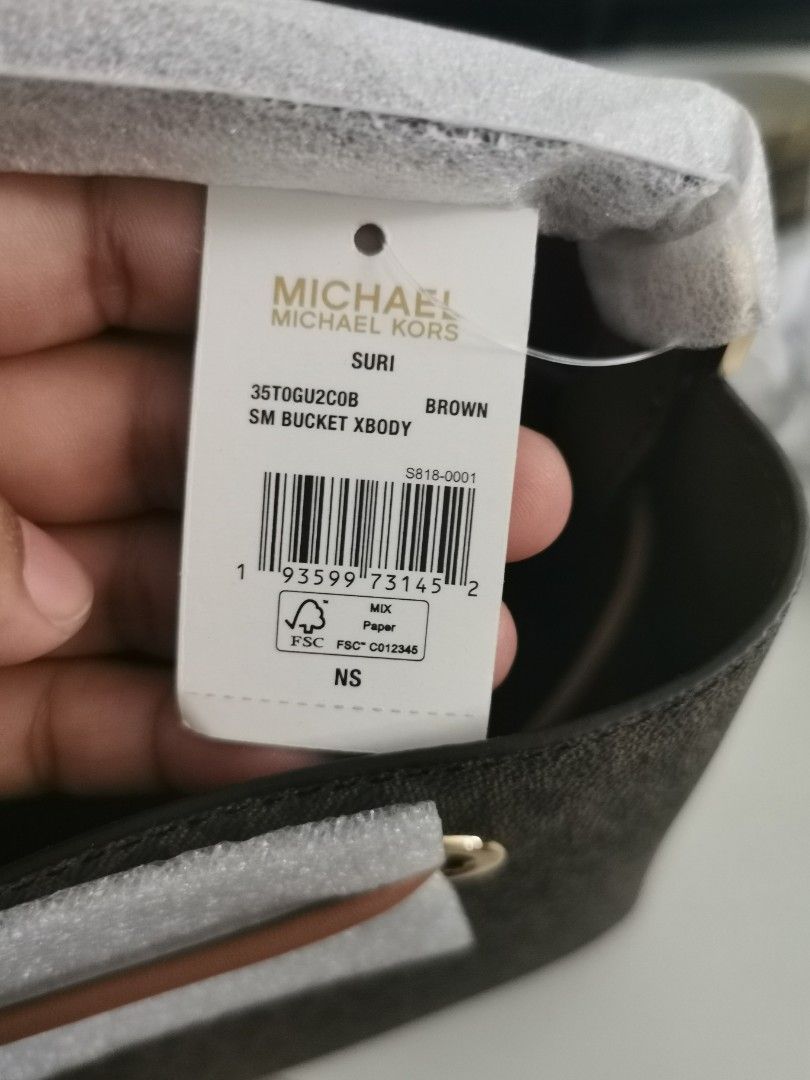 MICHAEL
MICHAEL KORS
SURI
35T0GU2C0B BROWN
SM BUCKET XBODY
S818-0001
1 93599 73145 2
MIX
Paper
FSC FSC™ C012345
NS